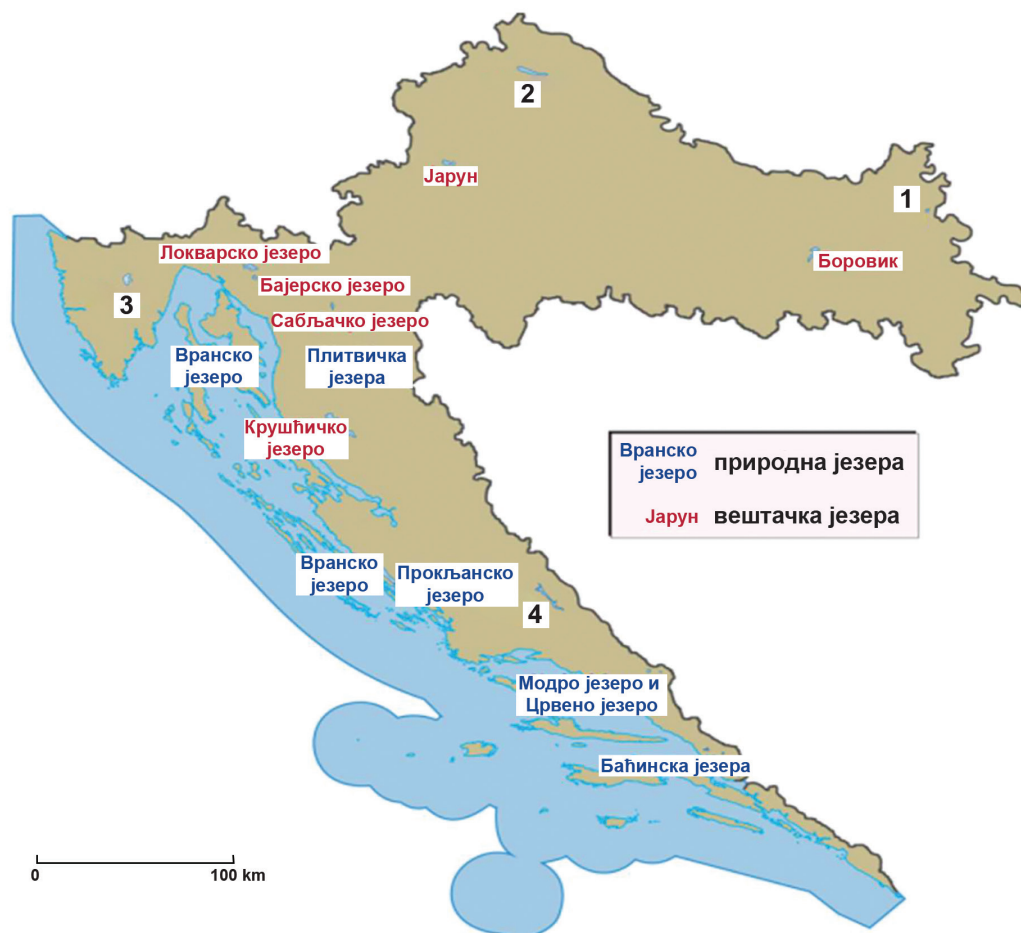 2
1
Јарун
Боровик
Локварско језеро
Бајерско језеро
3
Сабљачко језеро
Вранско
језеро
Плитвичка
језера
Крушћичко
језеро
Вранско
језеро
природна језера
Јарун
вештачка језера
Вранско
језеро
Прокљанско
језеро
4
Модро језеро и
Црвено језеро
Баћинска језера
0
100 km